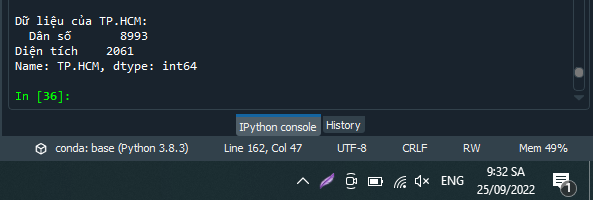 Dữ liệu của TP.HCM:
Dân số 8993
Diện tích 2061
Name: TP.HCM, dtype: int64
In [36]:
IPython console History
conda: base (Python 3.8.3) Line 162, Col 47 UTF-8 CRLF RW Mem 49%
9:32 SA
ENG
25/09/2022
1